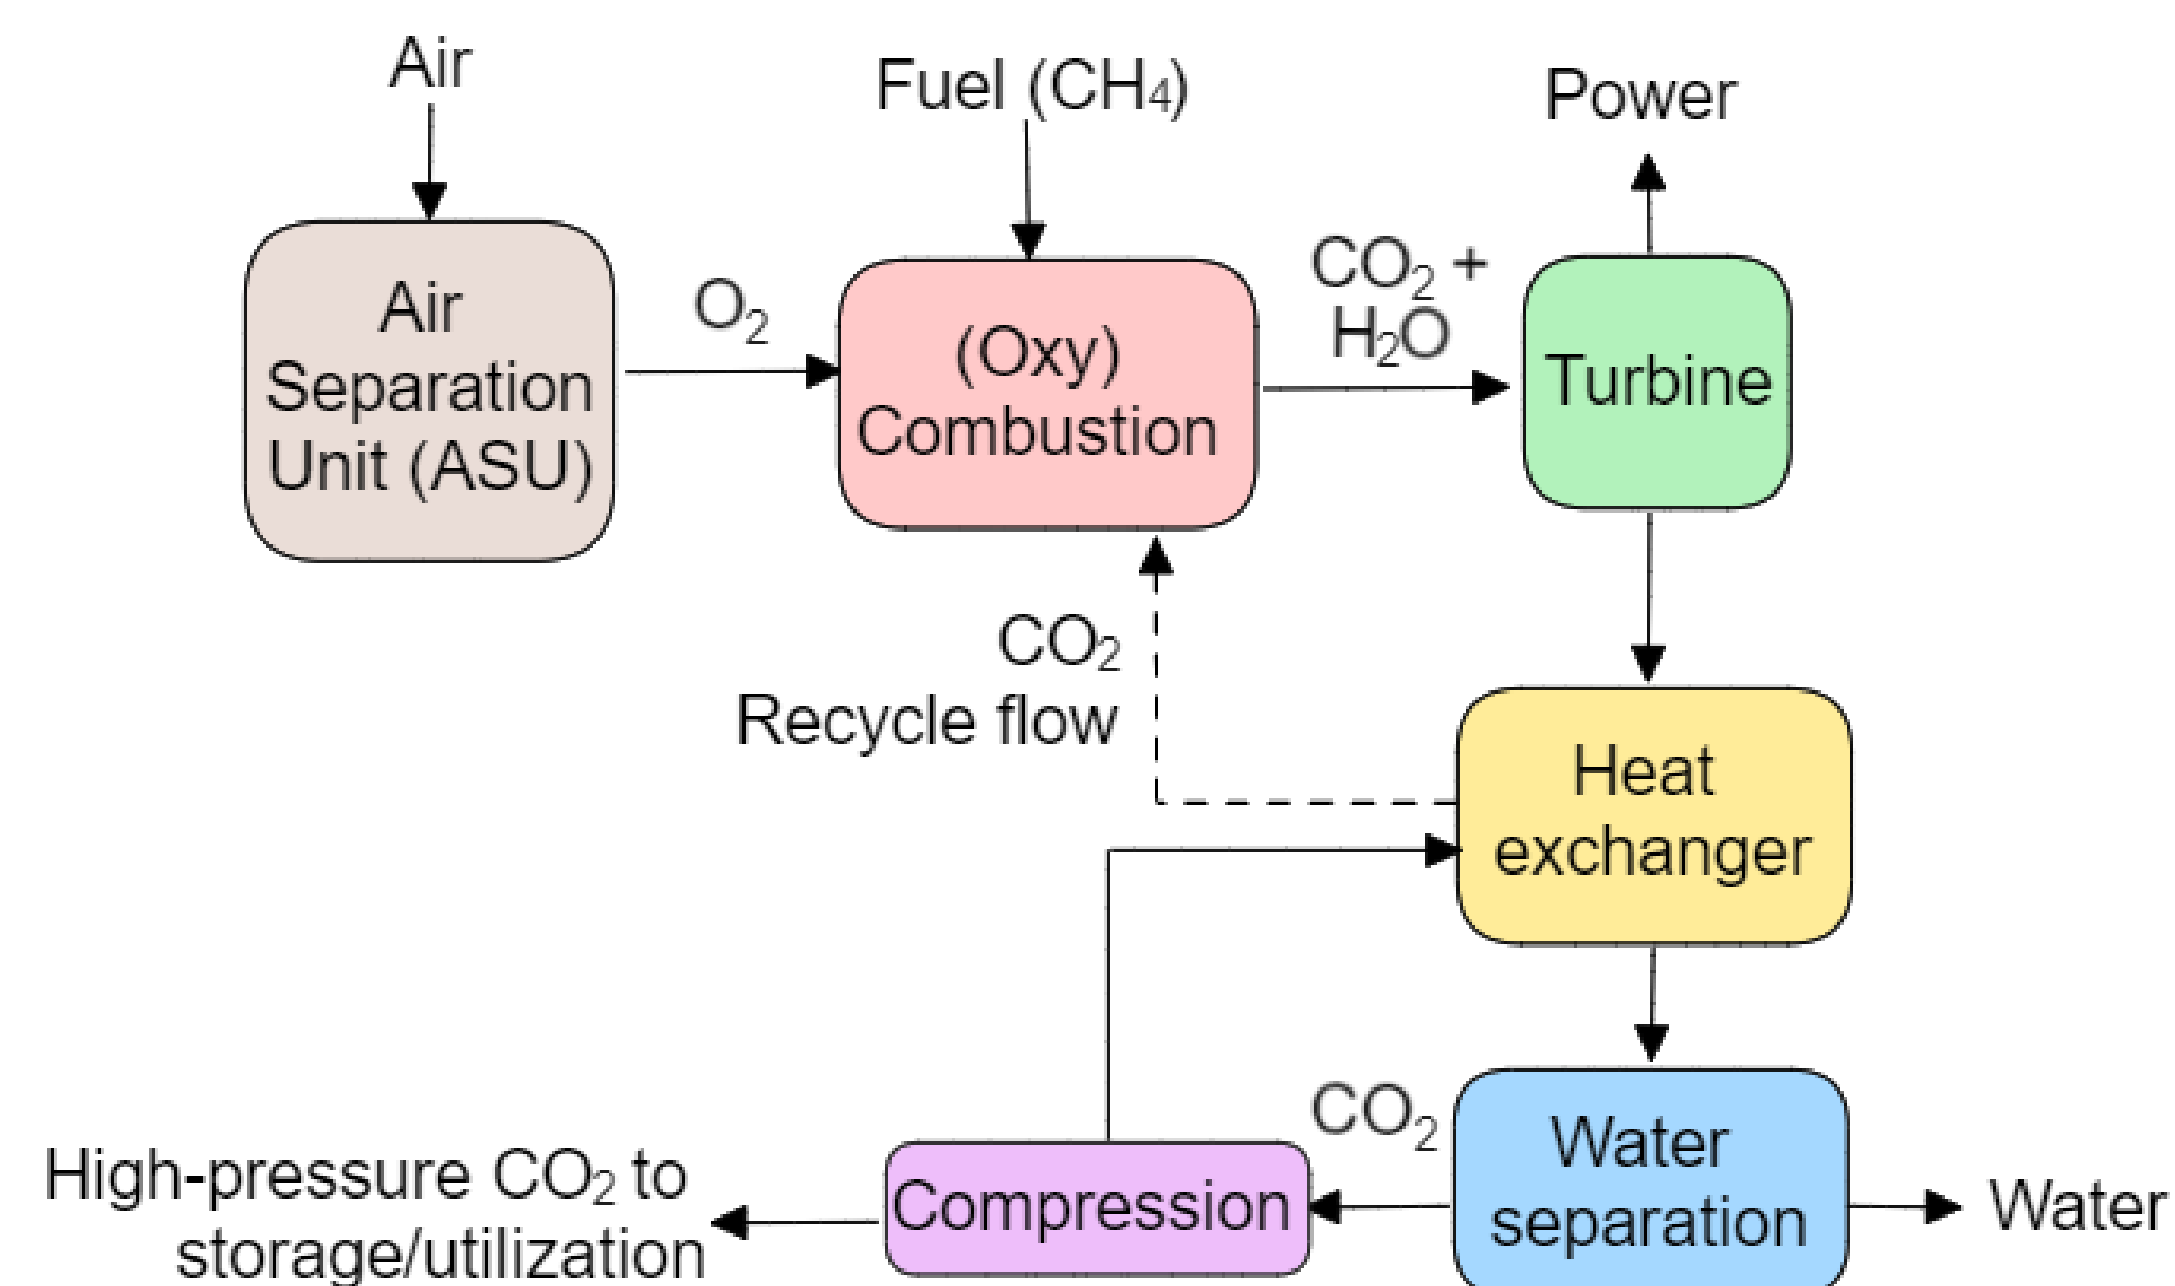 Air
Fuel (CH₄)
Power
Air
Separation
Unit (ASU)
O₂
(Oxy)
Combustion
CO₂ +
H₂O
Turbine
CO₂
Recycle flow
Heat
exchanger
High-pressure CO₂ to
storage/utilization
Compression
CO₂
Water
separation
Water